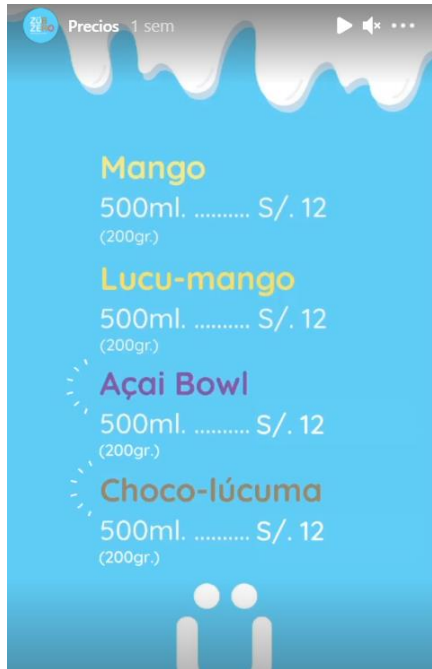 Precios 1 sem
Mango
500ml. .......... S/. 12
(200gr.)
Lucu-mango
500ml. .......... S/. 12
(200gr.)
Açai Bowl
500ml. .......... S/. 12
(200gr.)
Choco-lúcuma
500ml. .......... S/. 12
(200gr.)